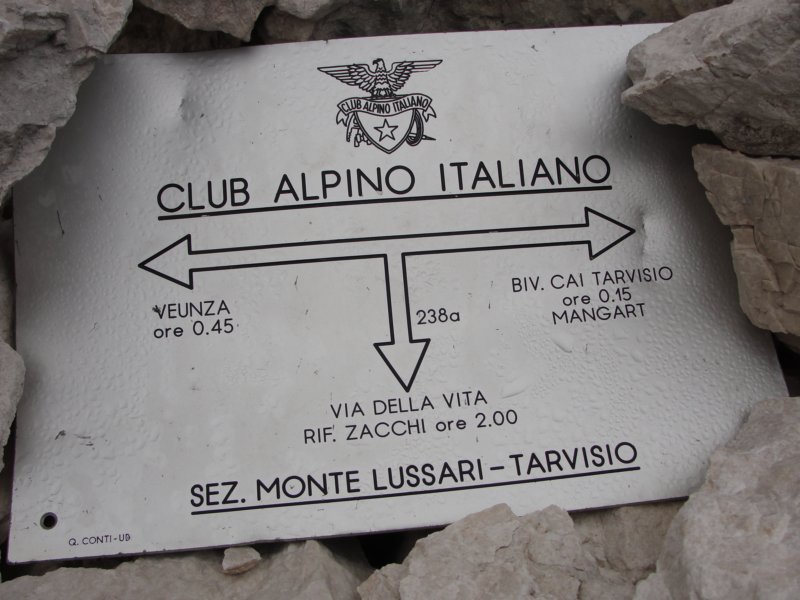 CLUB ALPINO ITALIANO
CLUB ALPINO ITALIANO
VEUNZA
ore 0.45
BIV. CAI TARVISIO
ore 0.15
MANGART
238a
VIA DELLA VITA
RIF. ZACCHI ore 2.00
SEZ. MONTE LUSSARI-TARVISIO
Q. CONTI-UD